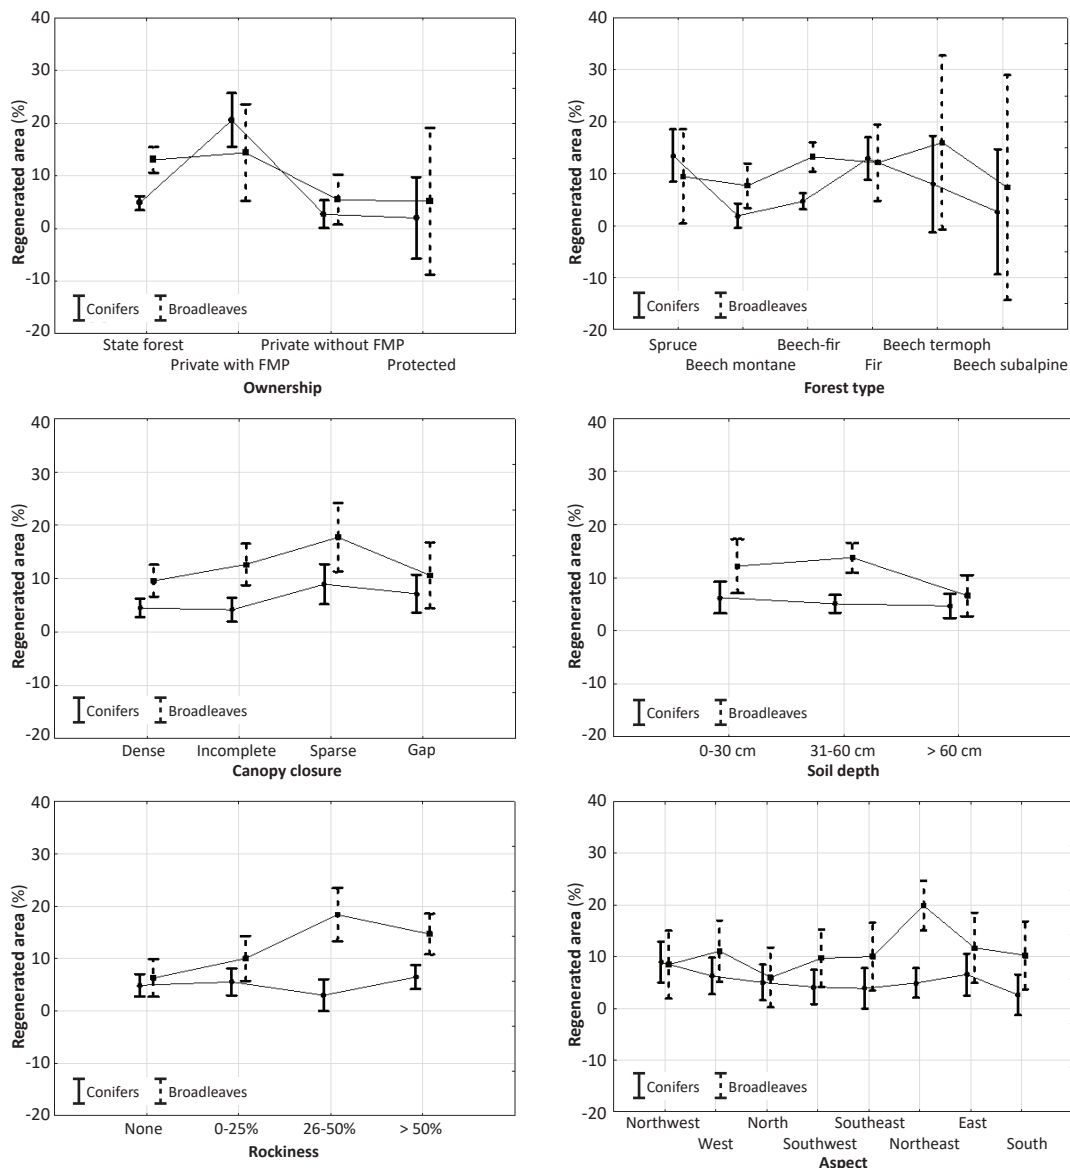 40
30
20
10
0
-10
-20
Regenerated area (%)
Conifers Broadleaves
State forest Private without FMP
Private with FMP Protected
Ownership
40
30
20
10
0
-10
-20
Regenerated area (%)
Conifers Broadleaves
Spruce Beech-fir Beech termoph
Beech montane Fir Beech subalpine
Forest type
40
30
20
10
0
-10
-20
Regenerated area (%)
Conifers Broadleaves
Dense Incomplete Sparse Gap
Canopy closure
40
30
20
10
0
-10
-20
Regenerated area (%)
Conifers Broadleaves
0-30 cm 31-60 cm > 60 cm
Soil depth
40
30
20
10
0
-10
-20
Regenerated area (%)
Conifers Broadleaves
None 0-25% 26-50% > 50%
Rockiness
40
30
20
10
0
-10
-20
Regenerated area (%)
Conifers Broadleaves
Northwest North Southeast East
West Southwest Northeast South
Aspect